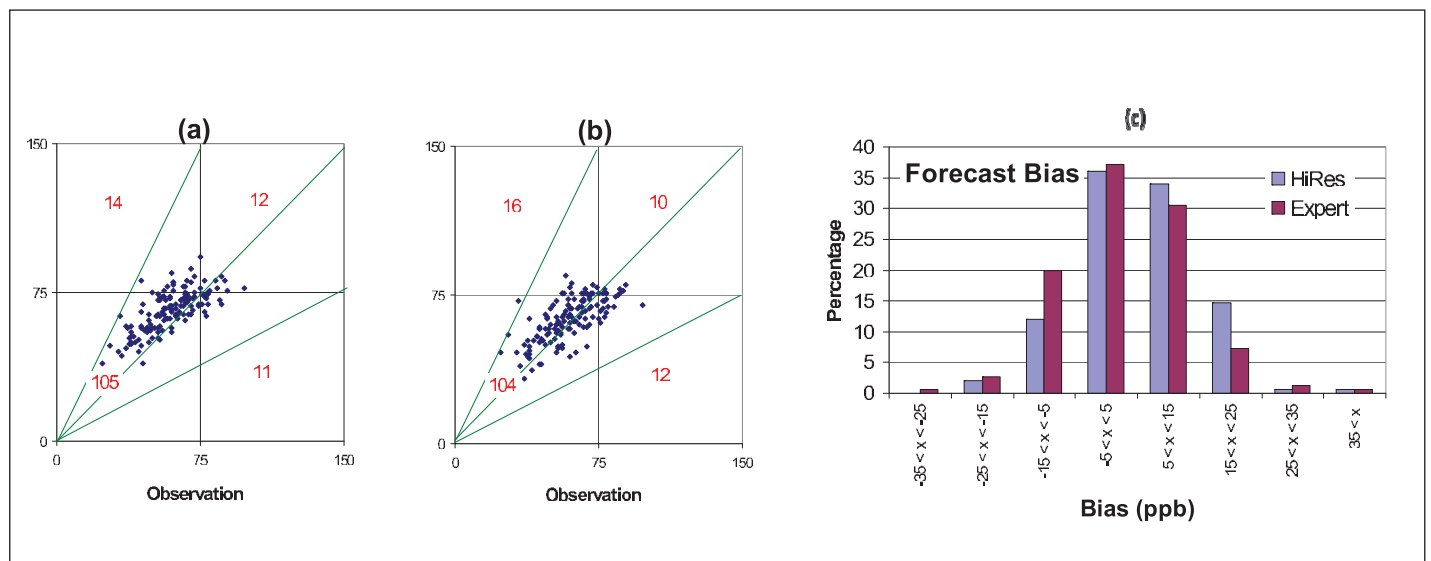 (a)
150
75
0
14
12
105
11
0
75
150
Observation
(b)
150
75
0
16
10
104
12
0
75
150
Observation
(c)
Forecast Bias
HiRes
Expert
Percentage
40
35
30
25
20
15
10
5
0
-35 < x < -25
-25 < x < -15
-15 < x < -5
-5 < x < 5
5 < x < 15
15 < x < 25
25 < x < 35
35 < x
Bias (ppb)